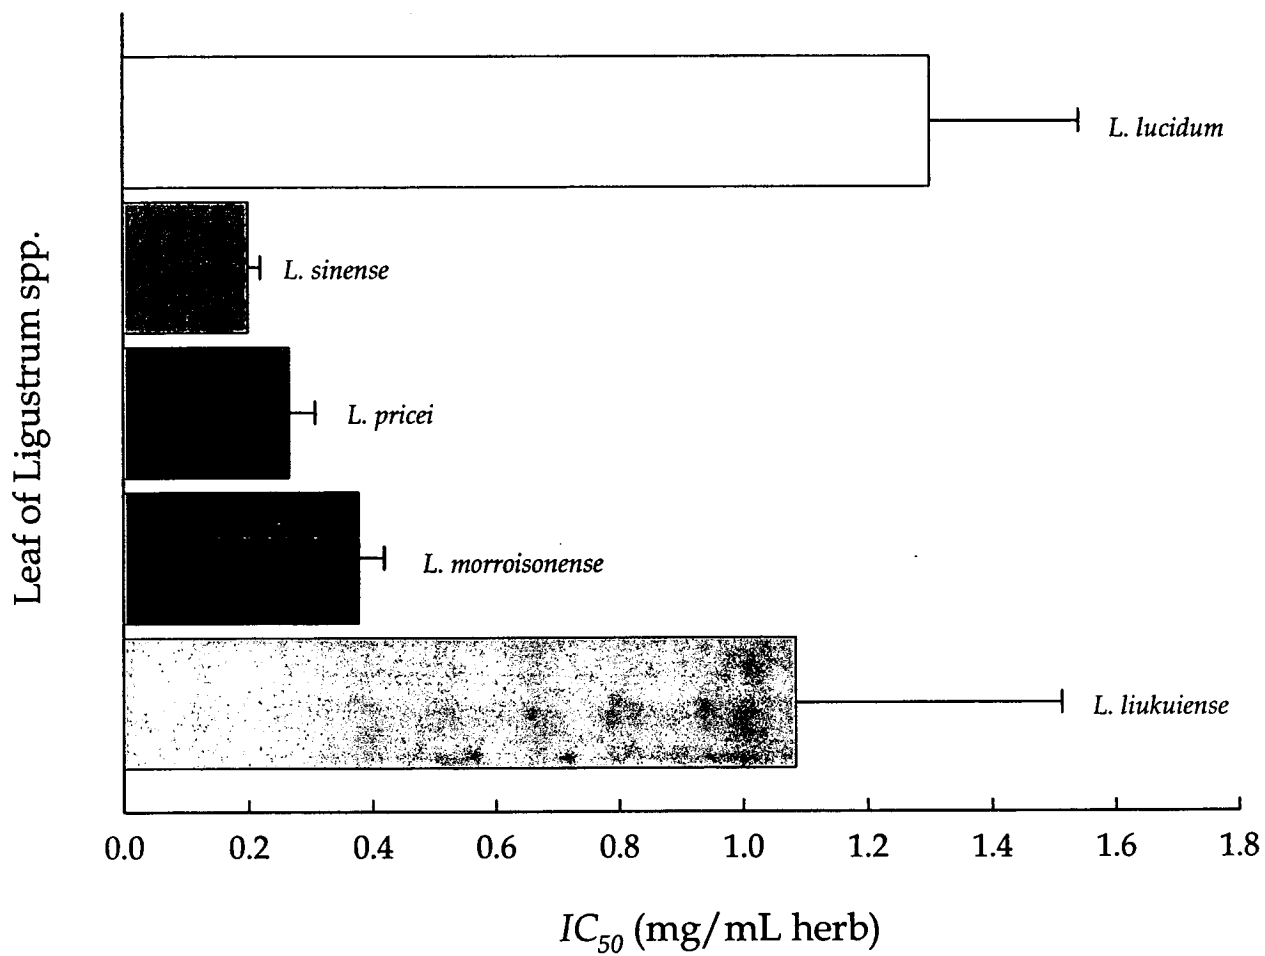 L. lucidum
L. sinense
L. pricei
L. morroisonense
L. liukuiense
Leaf of Ligustrum spp.
0.0 0.2 0.4 0.6 0.8 1.0 1.2 1.4 1.6 1.8
IC50 (mg/mL herb)